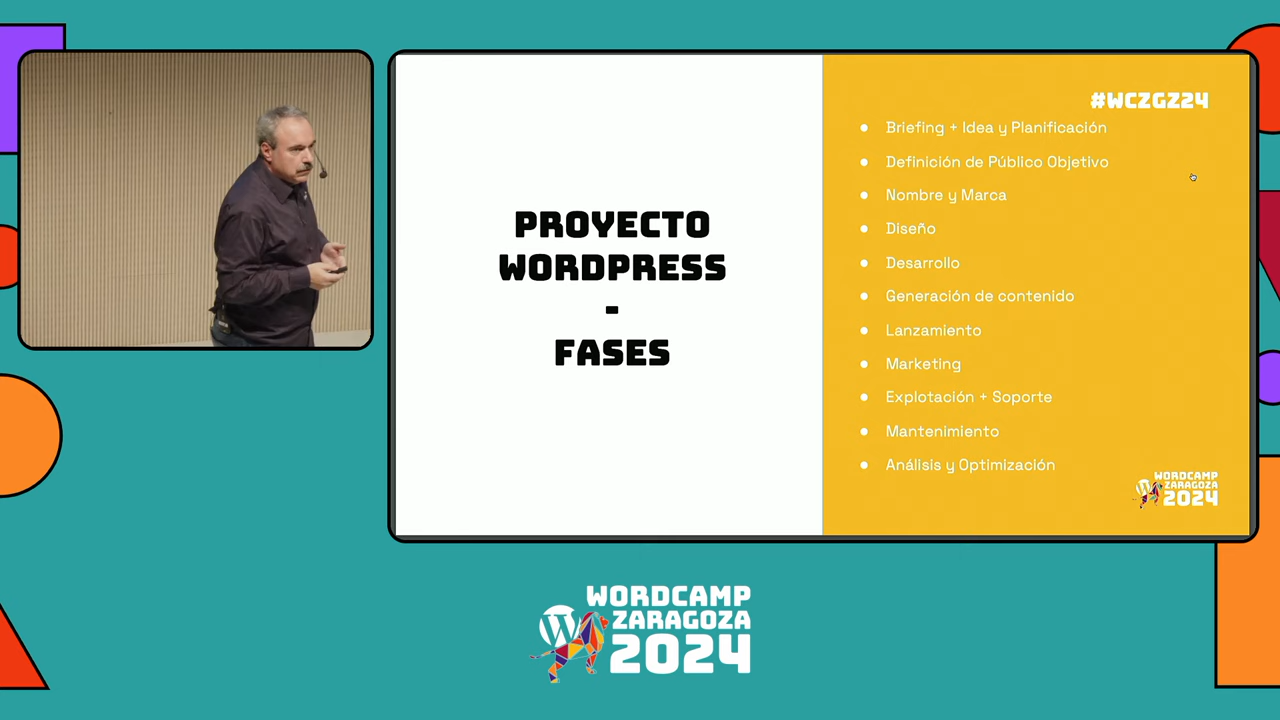 PROYECTO
WORDPRESS
-
FASES
#WCZGZ24
● Briefing + Idea y Planificación
● Definición de Público Objetivo
● Nombre y Marca
● Diseño
● Desarrollo
● Generación de contenido
● Lanzamiento
● Marketing
● Explotación + Soporte
● Mantenimiento
● Análisis y Optimización
WORDCAMP
ZARAGOZA
2024
WORDCAMP
ZARAGOZA
2024